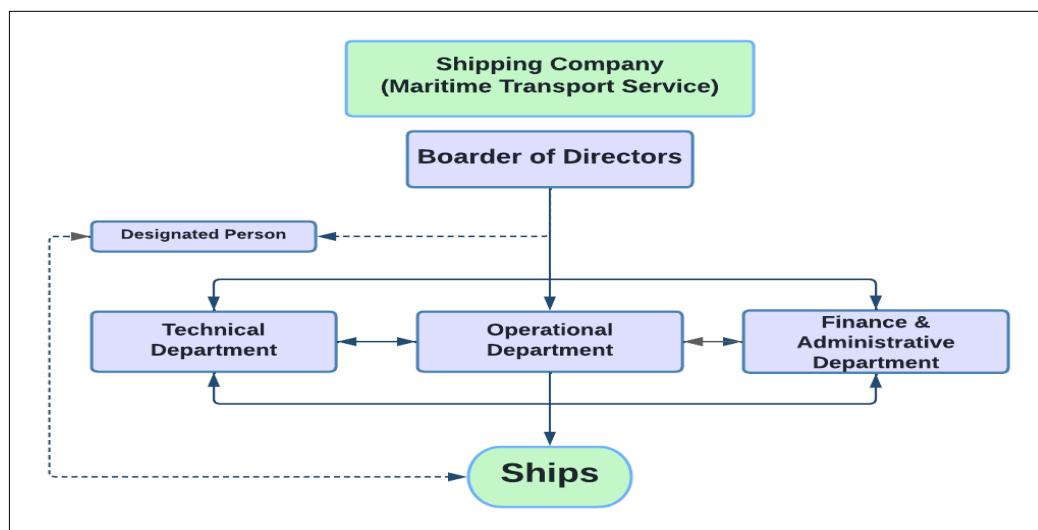 Shipping Company
(Maritime Transport Service)
Boarder of Directors
Designated Person
Technical
Department
Operational
Department
Finance &
Administrative
Department
Ships